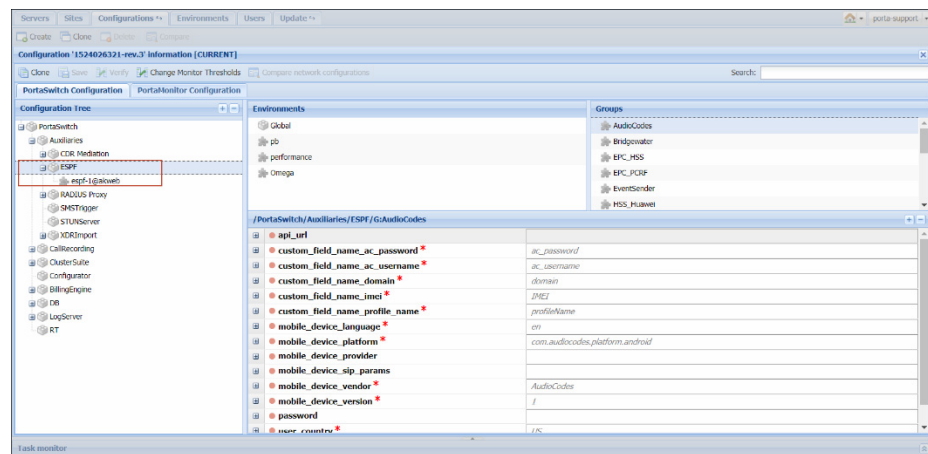 Servers Sites Configurations Environments Users Update porta-support
Create Clone Delete Compare
Configuration '1524026321-rev.3' information [CURRENT]
Clone Save Verify Change Monitor Thresholds Compare network configurations Search:
PortaSwitch Configuration PortaMonitor Configuration
Configuration Tree
PortaSwitch
Auxiliaries
CDR Mediation
ESPF
espf-1@akweb
RADIUS Proxy
SMSTrigger
STUNServer
XDRImport
CallRecording
ClusterSuite
Configurator
BillingEngine
DB
LogServer
RT
Environments
Global
pb
performance
Omega
Groups
AudioCodes
Bridgewater
EPC_HSS
EPC_PCRF
EventSender
HSS_Huawei
/PortaSwitch/Auxiliaries/ESPF/G:AudioCodes
api_url
custom_field_name_ac_password * ac_password
custom_field_name_ac_username * ac_username
custom_field_name_domain * domain
custom_field_name_imei * IMEI
custom_field_name_profile_name * profileName
mobile_device_language * en
mobile_device_platform * com.audiocodes.platform.android
mobile_device_provider
mobile_device_sip_params
mobile_device_vendor * AudioCodes
mobile_device_version * 1
password
user_country * US
Task monitor